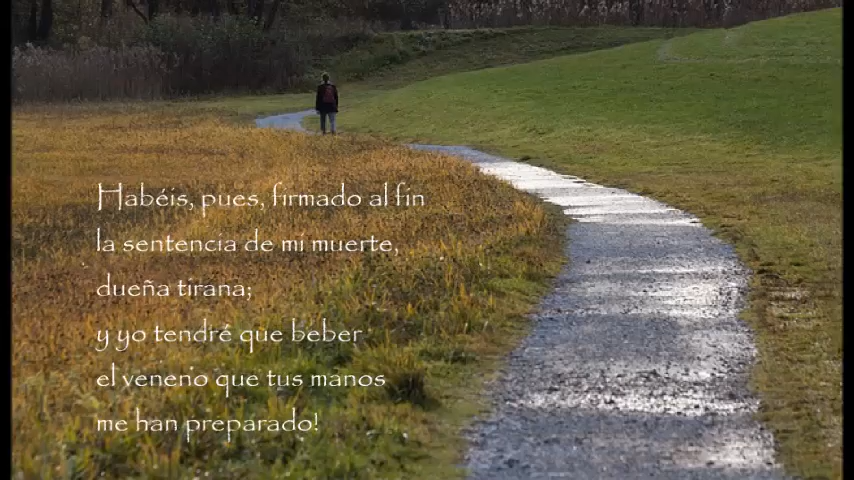 Habéis, pues, firmado al fin
la sentencia de mi muerte,
dueña tirana;
y yo tendré que beber
el veneno que tus manos
me han preparado!